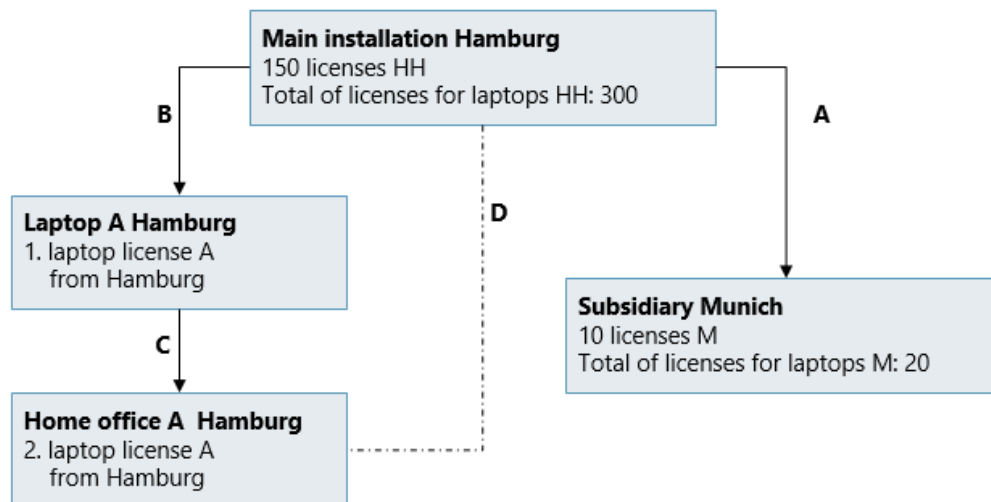 Main installation Hamburg
150 licenses HH
Total of licenses for laptops HH: 300
B
A
D
Laptop A Hamburg
1. laptop license A
from Hamburg
Subsidiary Munich
10 licenses M
Total of licenses for laptops M: 20
C
Home office A Hamburg
2. laptop license A
from Hamburg